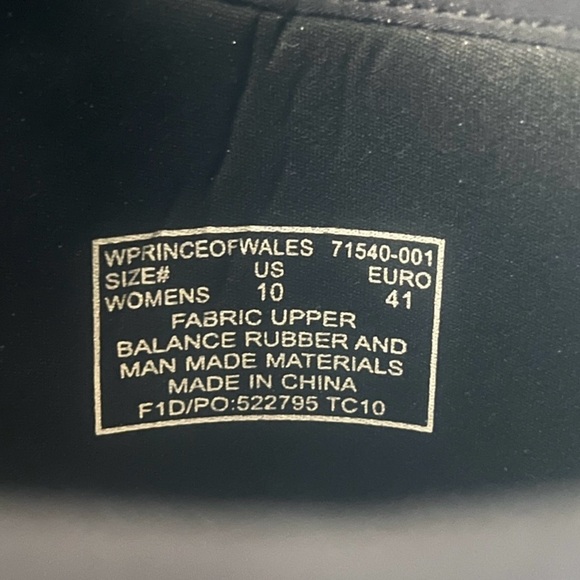 WPRINCEOFWALES 71540-001
SIZE# US EURO
WOMENS 10 41
FABRIC UPPER
BALANCE RUBBER AND
MAN MADE MATERIALS
MADE IN CHINA
F1D/PO:522795 TC10